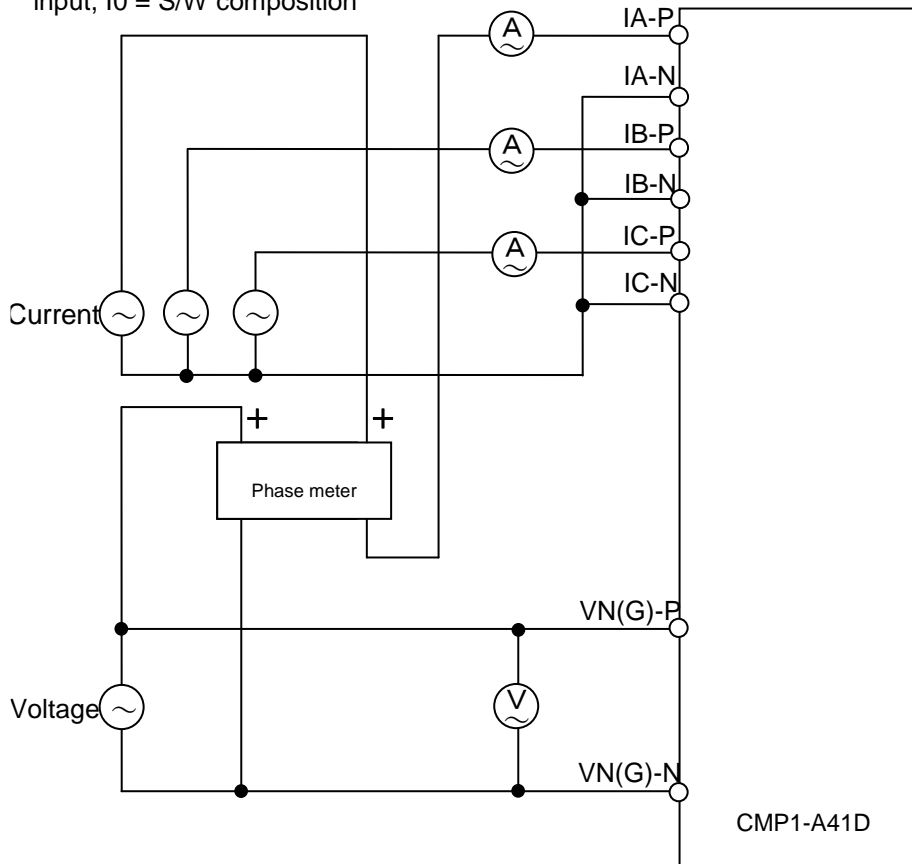 input, I0 = S/W composition
IA-P
A
IA-N
IB-P
A
IB-N
IC-P
A
IC-N
Current
+ +
Phase meter
VN(G)-P
Voltage
V
VN(G)-N
CMP1-A41D